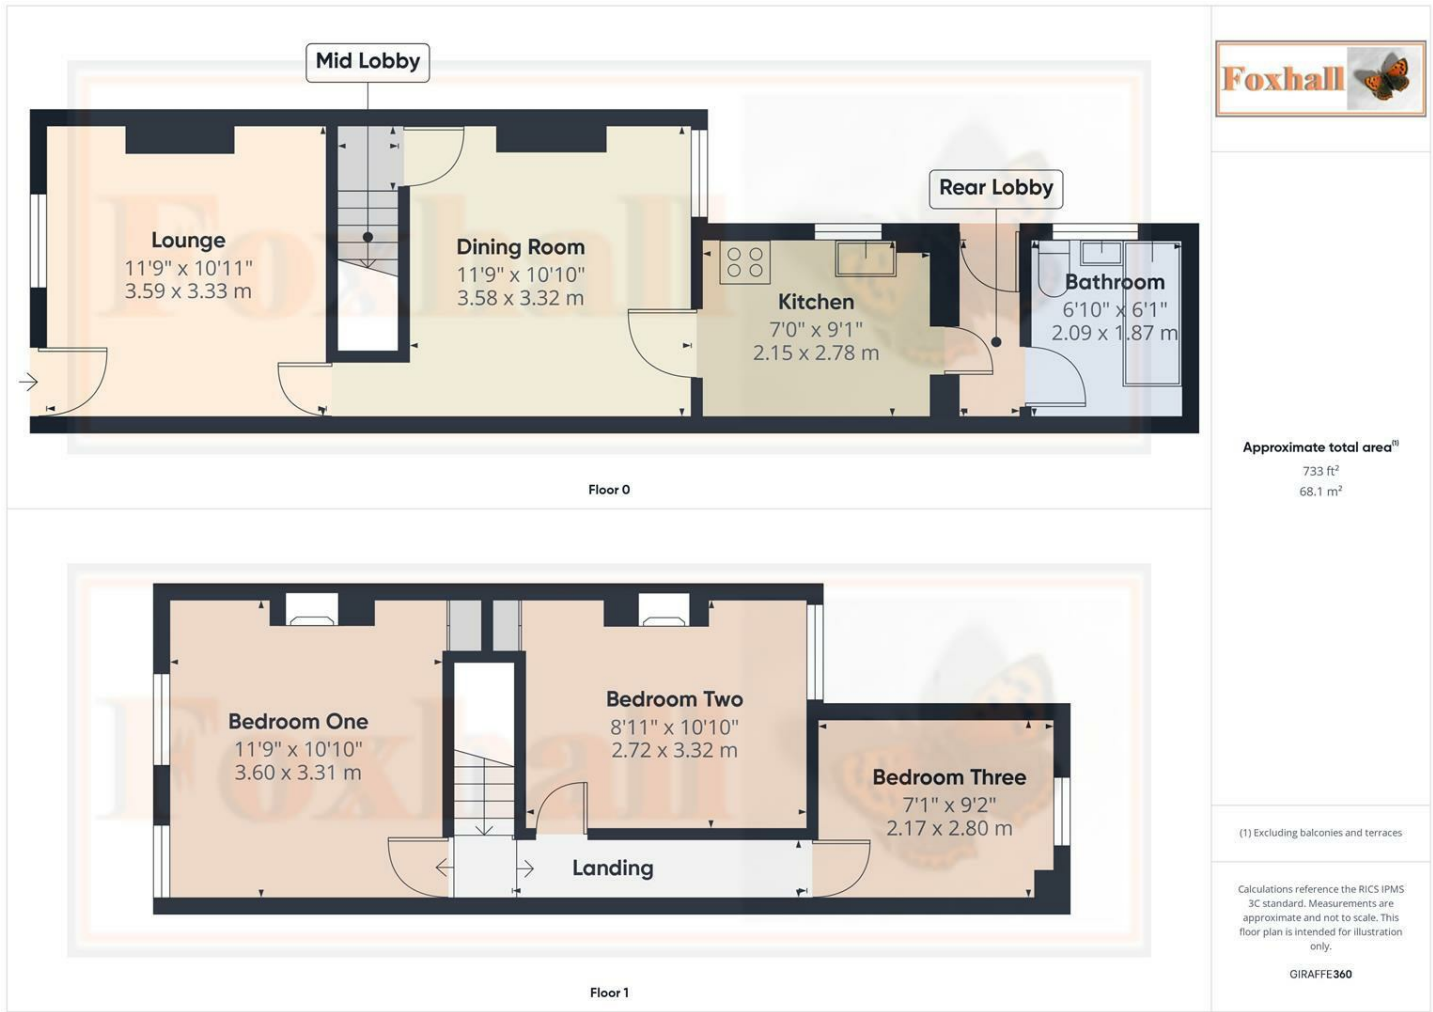 Mid Lobby
Rear Lobby
Lounge
11'9" x 10'11"
3.59 x 3.33 m
Dining Room
11'9" x 10'10"
3.58 x 3.32 m
Kitchen
7'0" x 9'1"
2.15 x 2.78 m
Bathroom
6'10" x 6'1"
2.09 x 1.87 m
Foxhall
Floor 0
Bedroom One
11'9" x 10'10"
3.60 x 3.31 m
Bedroom Two
8'11" x 10'10"
2.72 x 3.32 m
Bedroom Three
7'1" x 9'2"
2.17 x 2.80 m
Landing
Foxhall
Floor 1
Foxhall
Approximate total area(1)
733 ft²
68.1 m²
(1) Excluding balconies and terraces
Calculations reference the RICS IPMS
3C standard. Measurements are
approximate and not to scale. This
floor plan is intended for illustration
only.
GIRAFFE360